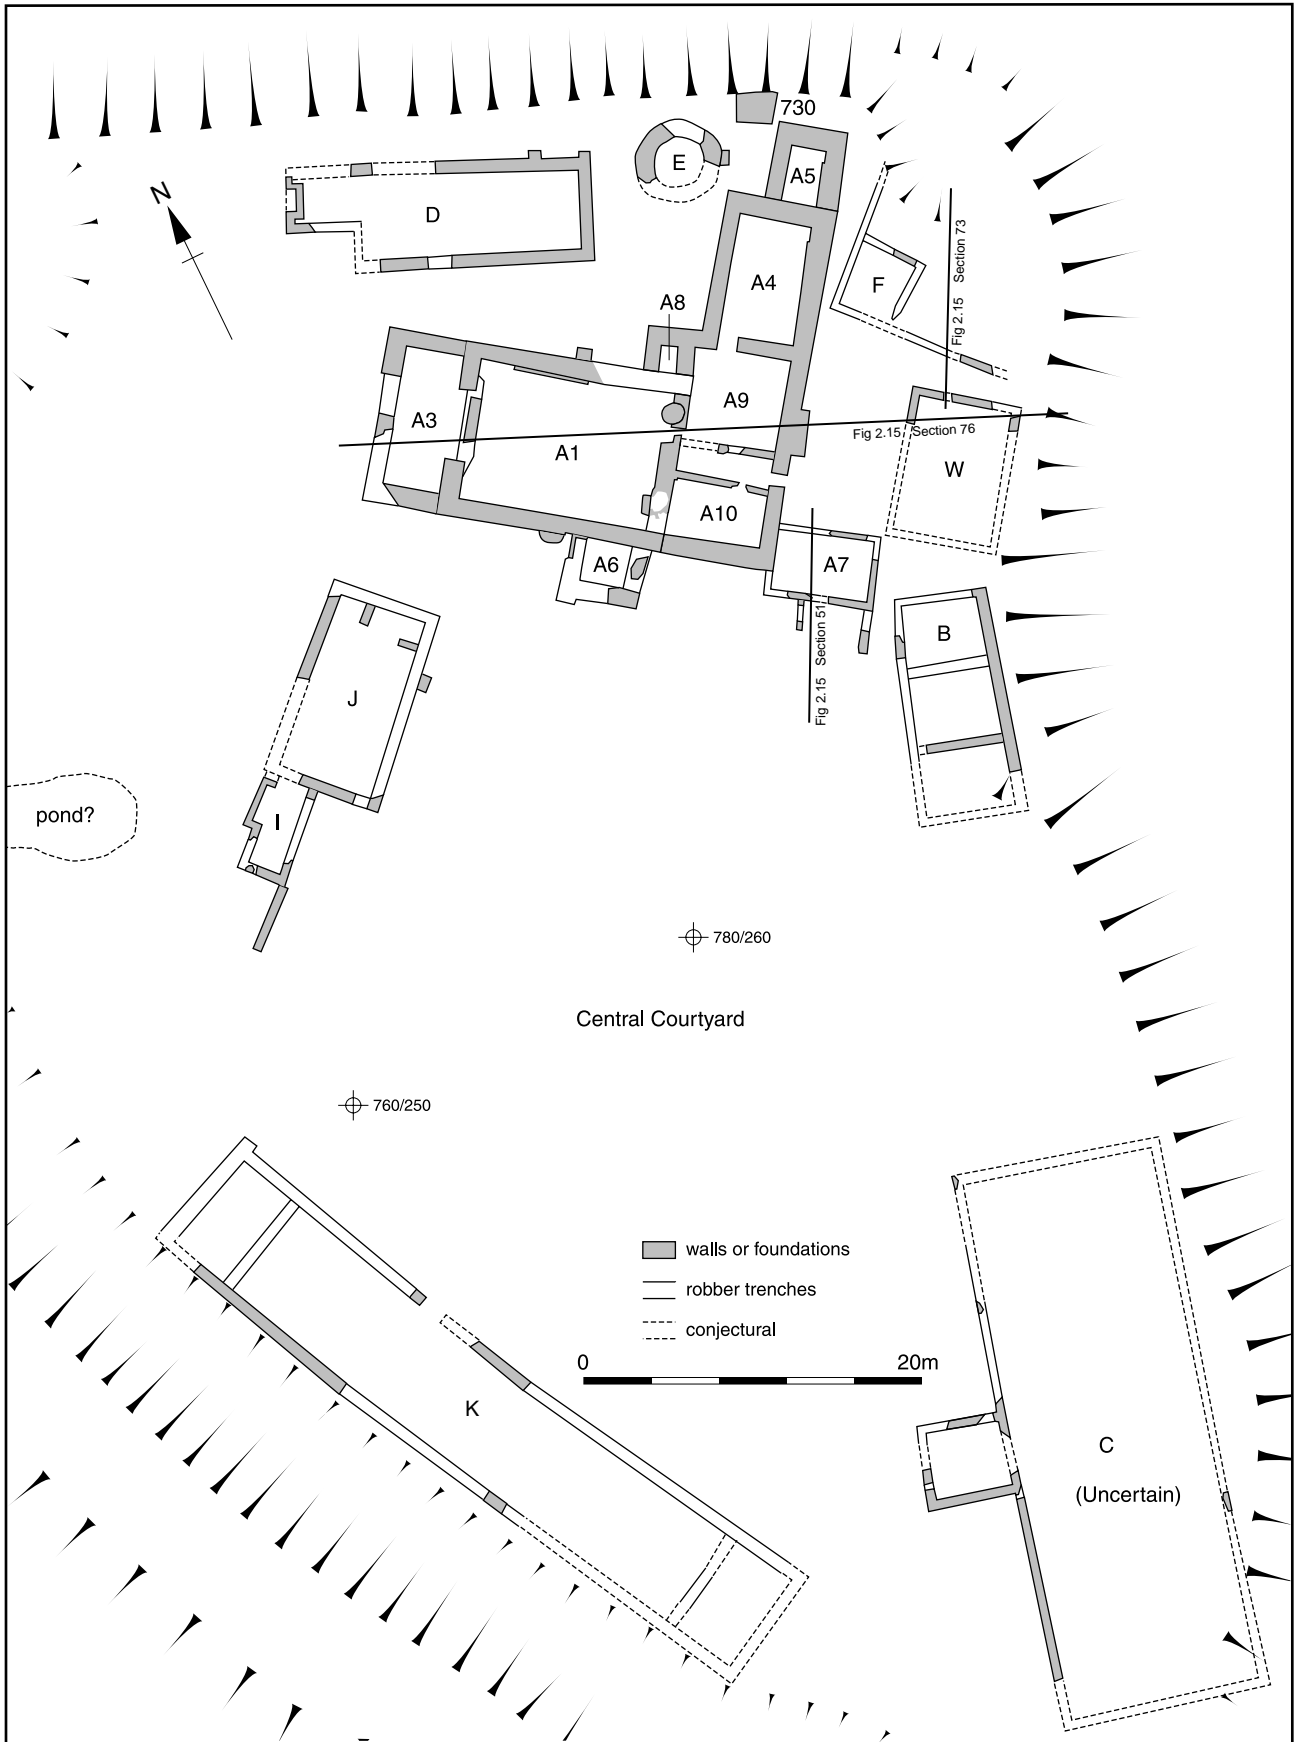 730
E
A5
N
D
Fig 2.15 Section 73
A4
F
A8
A3
A9
A1
Fig 2.15 Section 76
W
A10
A6
A7
B
Fig 2.15 Section 51
J
pond?
I
780/260
Central Courtyard
760/250
walls or foundations
robber trenches
conjectural
0 20m
K
C
(Uncertain)